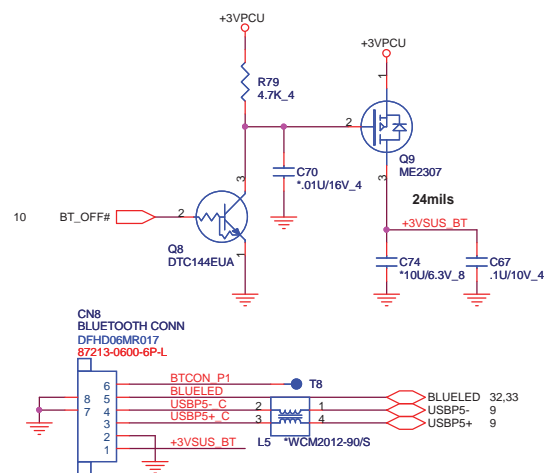 +3VPCU
+3VPCU
R79
4.7K_4
1
2
Q9
ME2307
3
C70
*.01U/16V_4
3
24mils
10 BT_OFF# 2
+3VSUS_BT
Q8
DTC144EUA
1
C74
*10U/6.3V_8
C67
.1U/10V_4
CN8
BLUETOOTH CONN
DFHD06MR017
87213-0600-6P-L
6 BTCON_P1 T8
8 5 BLUELED BLUELED 32,33
7 4 USBP5-_C 2 1 USBP5- 9
3 USBP5+_C 3 4 USBP5+ 9
2 L5 *WCM2012-90/S
1 +3VSUS_BT